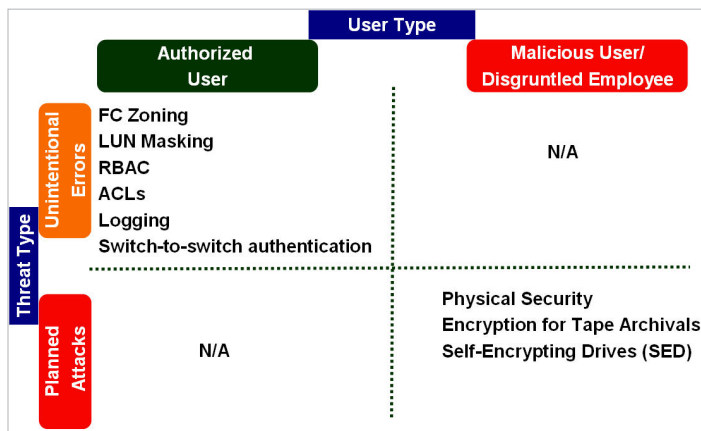 User Type
Authorized
User
Malicious User/
Disgruntled Employee
Threat Type
Unintentional
Errors
FC Zoning
LUN Masking
RBAC
ACLs
Logging
Switch-to-switch authentication
N/A
Planned
Attacks
N/A
Physical Security
Encryption for Tape Archivals
Self-Encrypting Drives (SED)